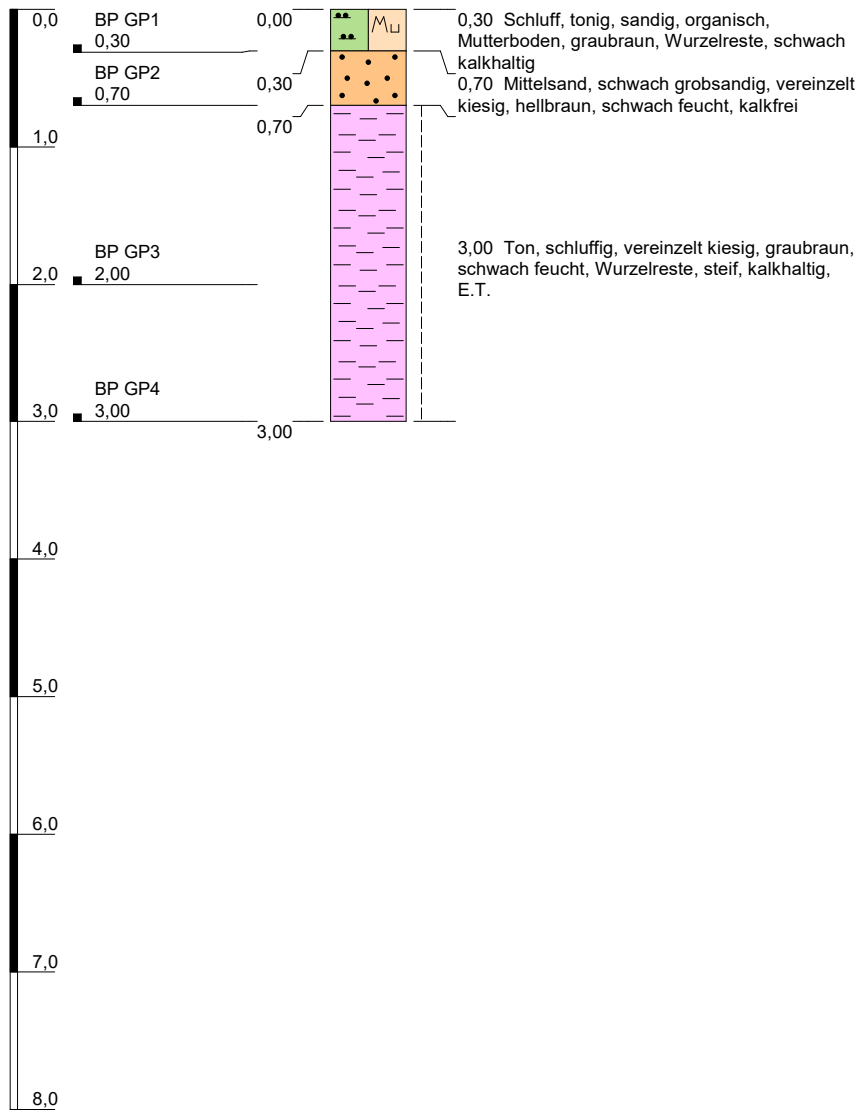 0,0
BP GP1
0,30
BP GP2
0,70
1,0
BP GP3
2,00
2,0
BP GP4
3,00
3,0
4,0
5,0
6,0
7,0
8,0
0,00
0,30
0,70
3,00
Mu
0,30 Schluff, tonig, sandig, organisch,
Mutterboden, graubraun, Wurzelreste, schwach
kalkhaltig
0,70 Mittelsand, schwach grobsandig, vereinzelt
kiesig, hellbraun, schwach feucht, kalkfrei
3,00 Ton, schluffig, vereinzelt kiesig, graubraun,
schwach feucht, Wurzelreste, steif, kalkhaltig,
E.T.